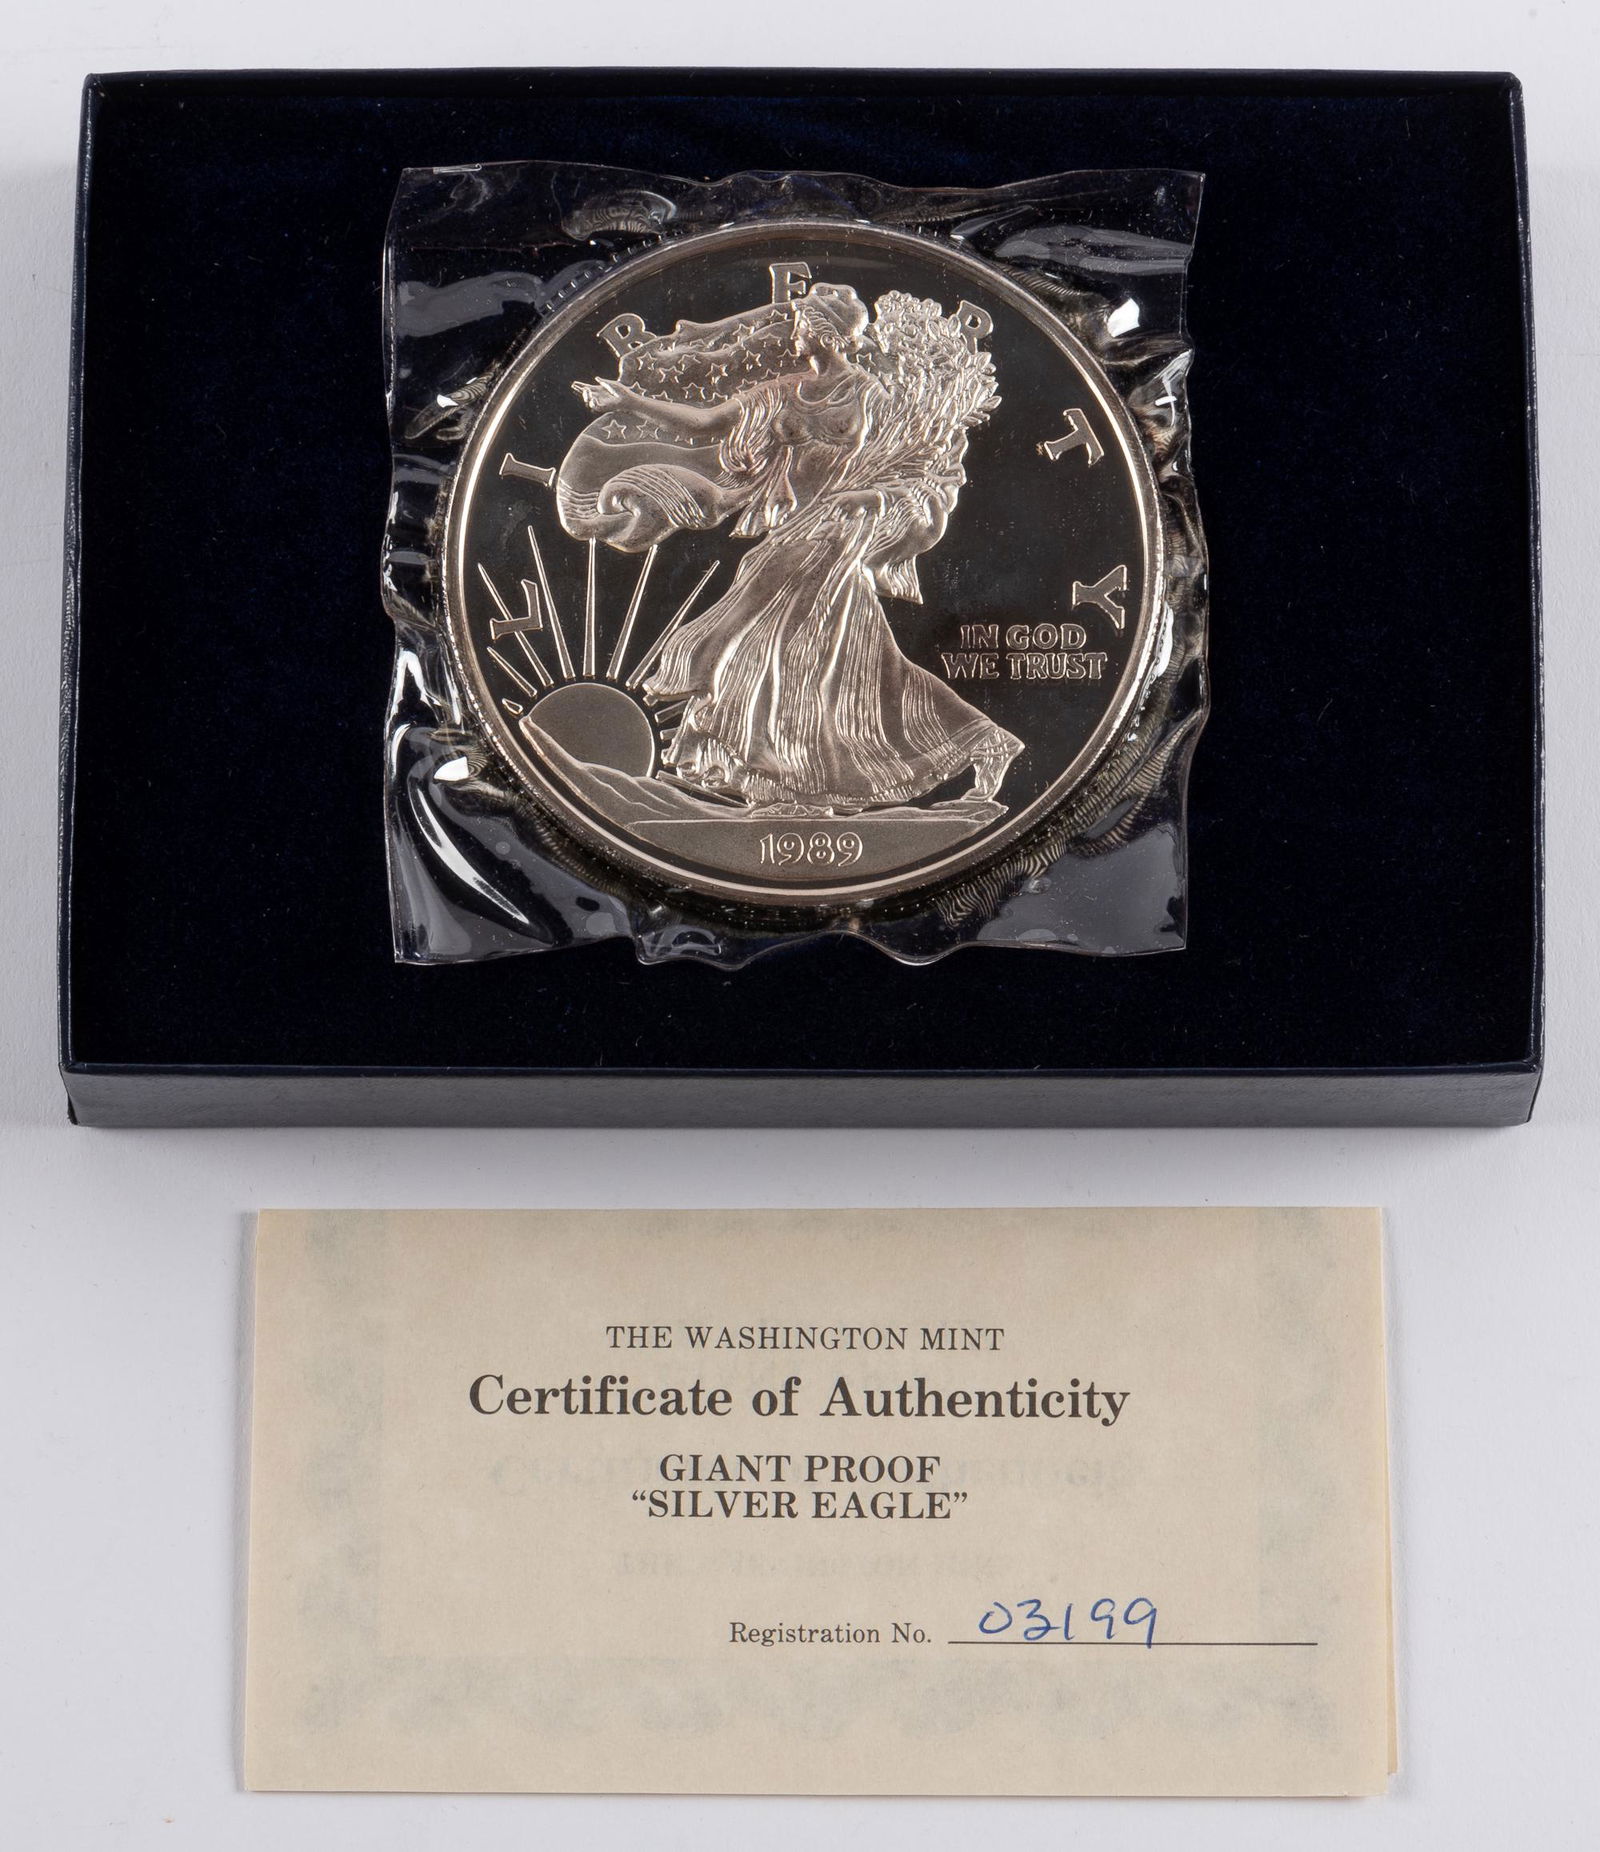 LIBERTY
IN GOD
WE TRUST
1989
THE WASHINGTON MINT
Certificate of Authenticity
GIANT PROOF
“SILVER EAGLE”
Registration No. 03199